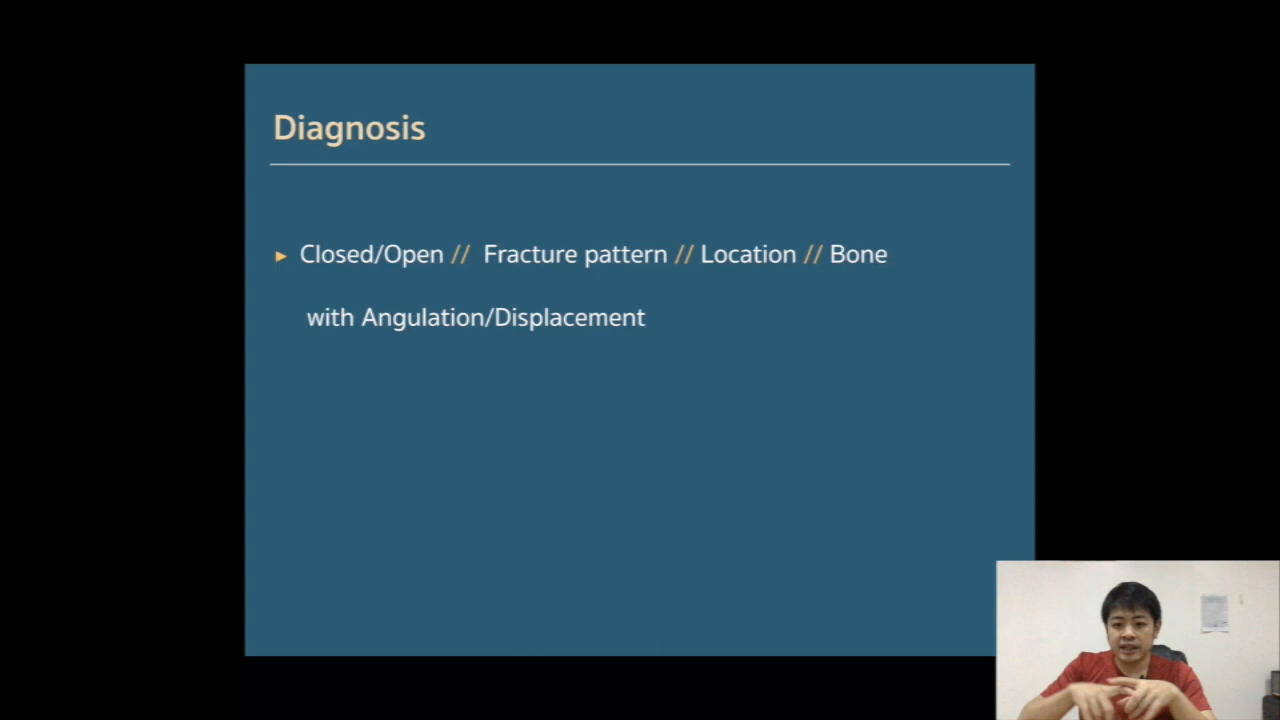 Diagnosis
► Closed/Open // Fracture pattern // Location // Bone
with Angulation/Displacement